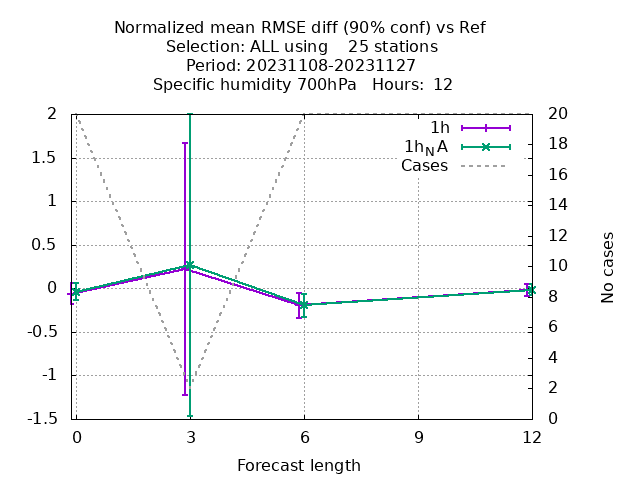 Normalized mean RMSE diff (90% conf) vs Ref
Selection: ALL using    25 stations
Period: 20231108-20231127
Specific humidity 700hPa   Hours:  12
2
1.5
1
0.5
0
-0.5
-1
-1.5
20
18
16
14
12
10
8
6
4
2
0
1h
1hNA
Cases
No cases
0
3
6
9
12
Forecast length